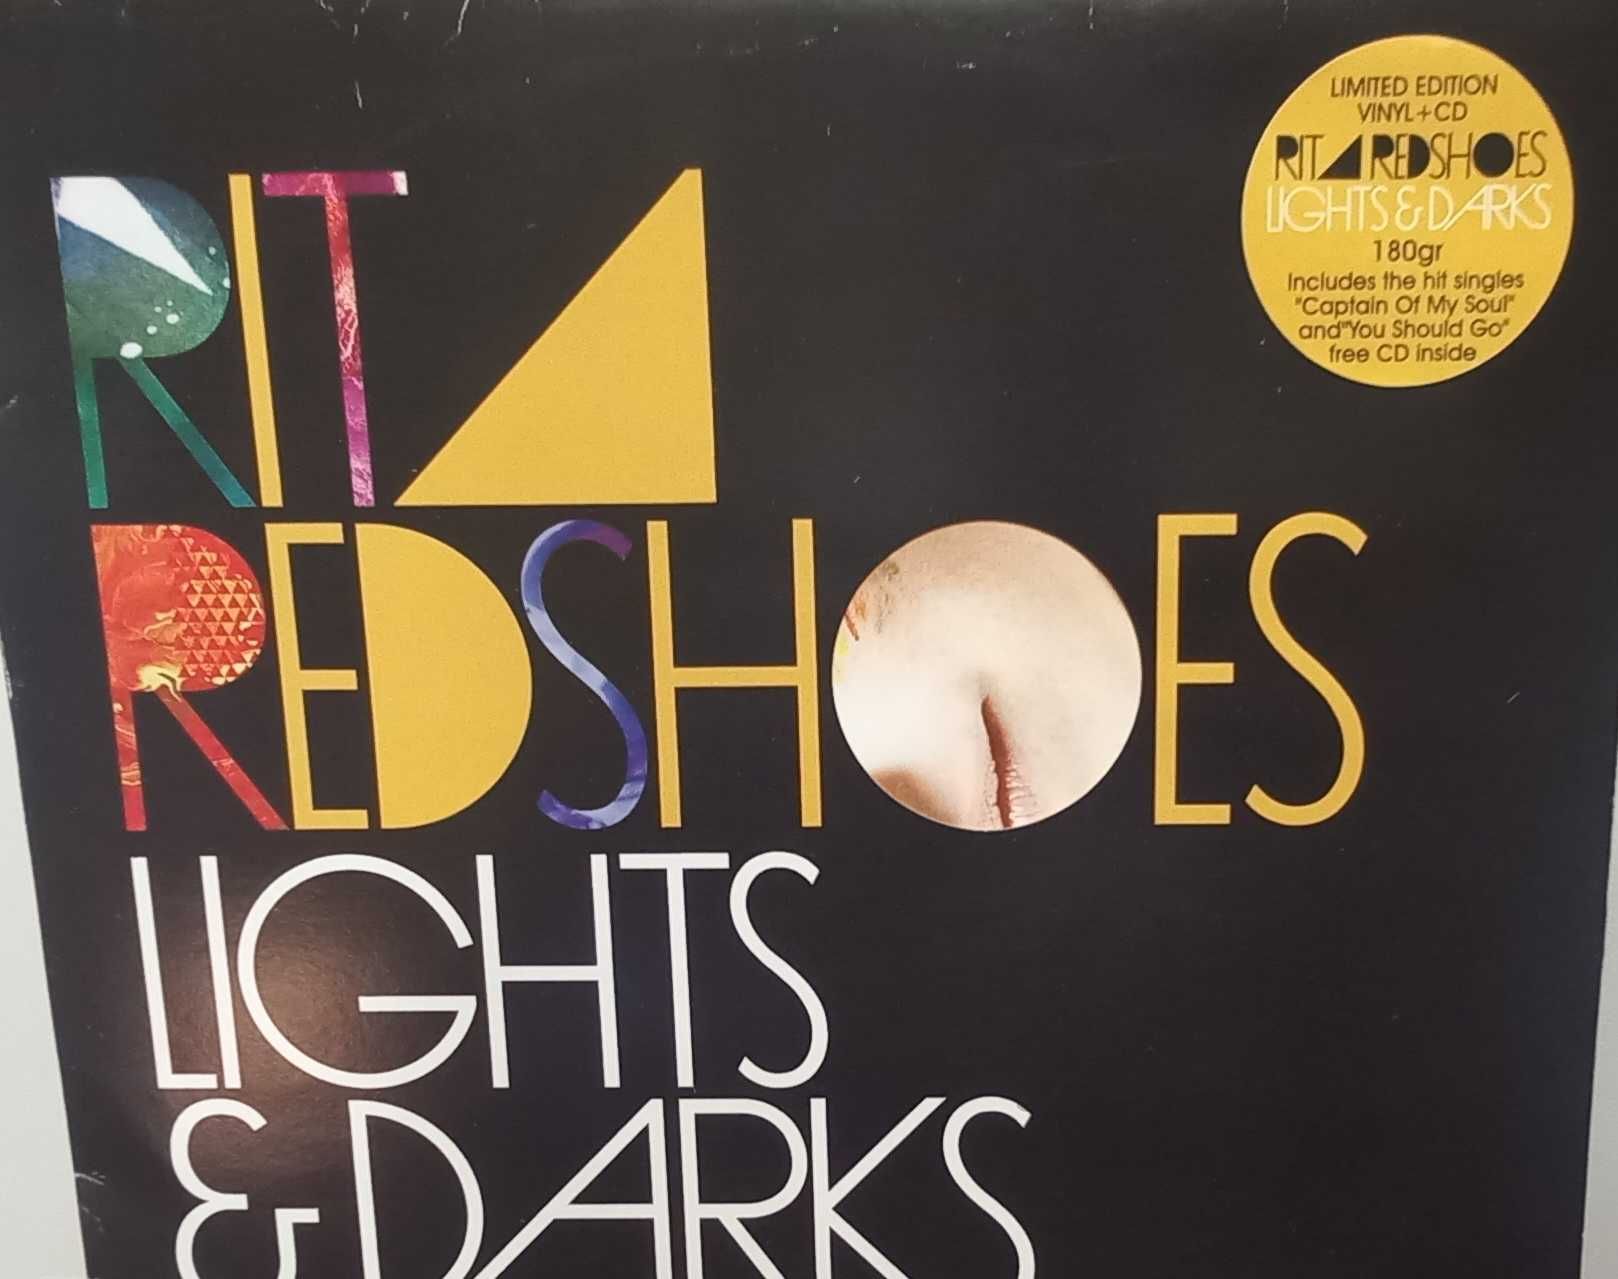 RITA
REDSHOES
LIGHTS
& DARKS
LIMITED EDITION
VINYL+CD
RITA REDSHOES
LIGHTS & DARKS
180gr
Includes the hit singles
"Captain Of My Soul"
and"You Should Go"
free CD inside